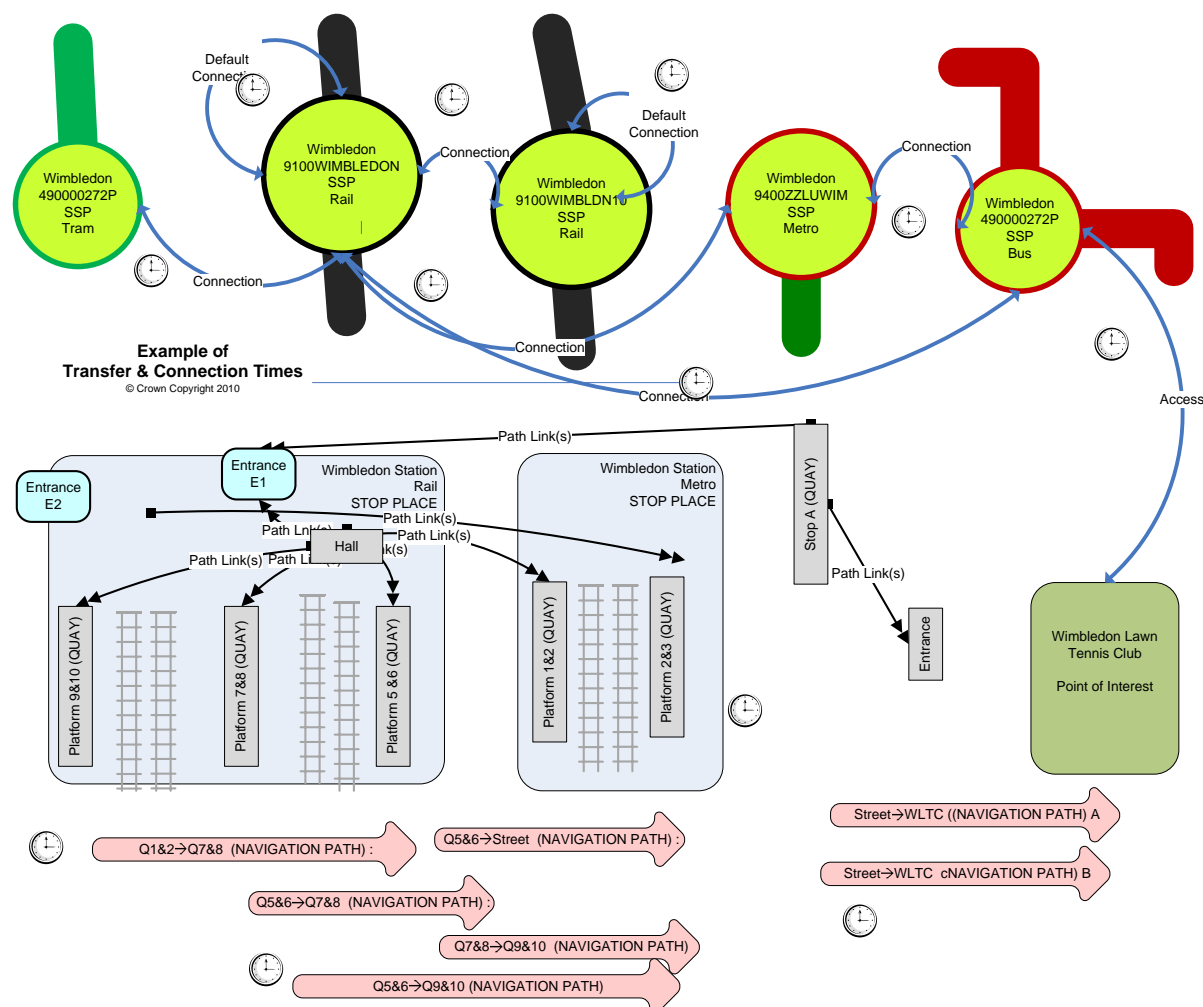 Default
Connection
Wimbledon
490000272P
SSP
Tram
Wimbledon
9100WIMBLEDON
SSP
Rail
Connection
Wimbledon
9100WIMBLDN10
SSP
Rail
Default
Connection
Wimbledon
9400ZZLUWIM
SSP
Metro
Connection
Wimbledon
490000272P
SSP
Bus
Connection
Connection
Connection
Access
Example of
Transfer & Connection Times
© Crown Copyright 2010
Path Link(s)
Entrance
E1
Entrance
E2
Wimbledon Station
Rail
STOP PLACE
Wimbledon Station
Metro
STOP PLACE
Stop A (QUAY)
Path Link(s)
Path Lnk(s)
Path Link(s)
Hall
Path Link(s)
Path Link(s)
Link(s)
Path Link(s)
Platform 9&10 (QUAY)
Platform 7&8 (QUAY)
Platform 5 &6 (QUAY)
Platform 1&2 (QUAY)
Platform 2&3 (QUAY)
Entrance
Wimbledon Lawn
Tennis Club
Point of Interest
Q1&2→Q7&8 (NAVIGATION PATH) :
Q5&6→Street (NAVIGATION PATH) :
Street→WLTC ((NAVIGATION PATH) A
Street→WLTC cNAVIGATION PATH) B
Q5&6→Q7&8 (NAVIGATION PATH) :
Q7&8→Q9&10 (NAVIGATION PATH)
Q5&6→Q9&10 (NAVIGATION PATH)